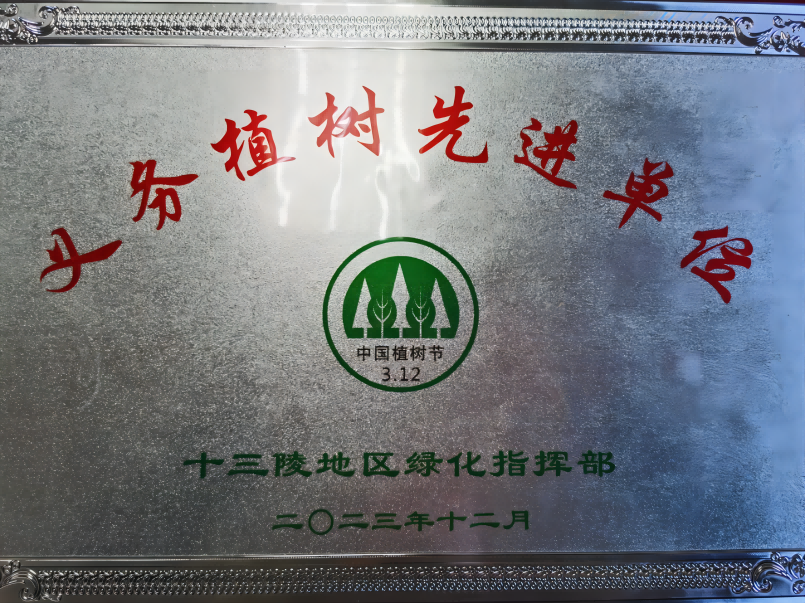 义务植树先进单位
中国植树节
3.12
十三陵地区绿化指挥部
二〇二三年十二月